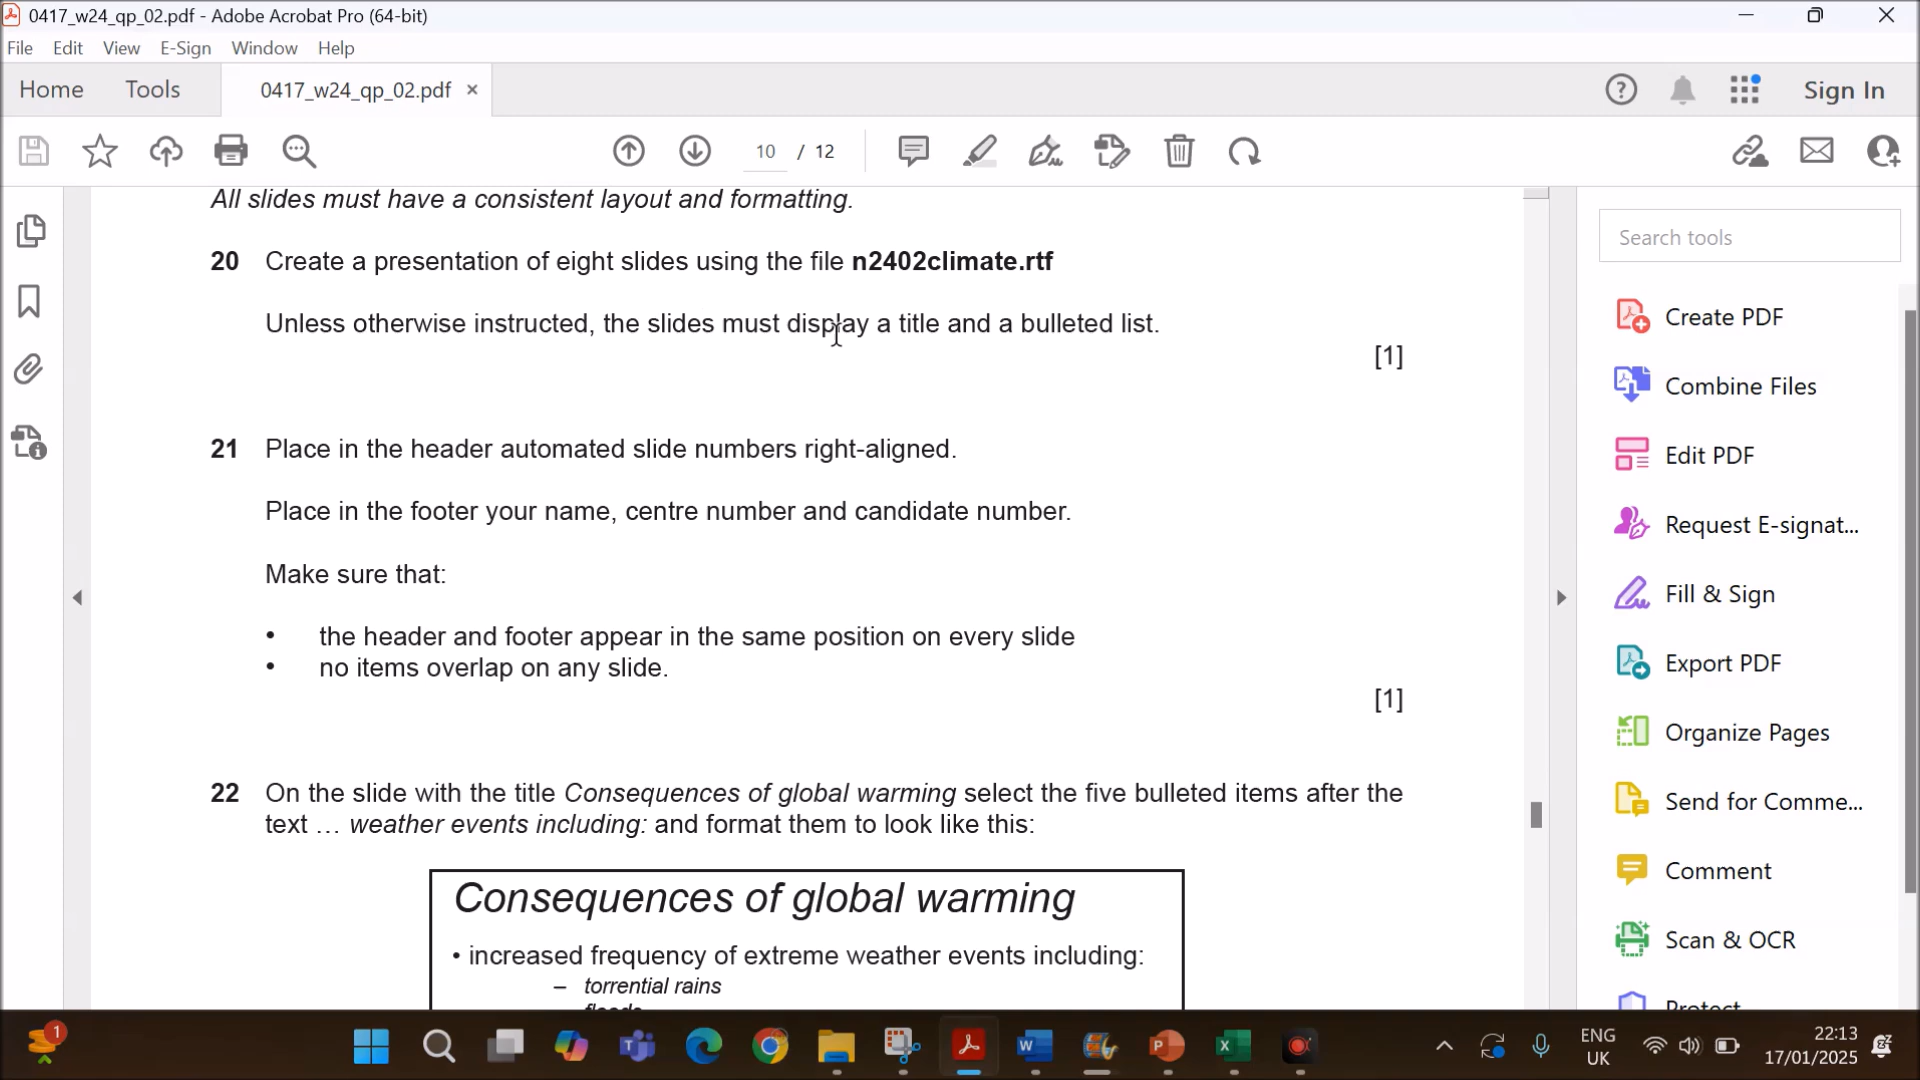 0417_w24_qp_02.pdf - Adobe Acrobat Pro (64-bit)
File Edit View E-Sign Window Help
Home Tools 0417_w24_qp_02.pdf × Sign In
10 / 12
All slides must have a consistent layout and formatting.
20 Create a presentation of eight slides using the file n2402climate.rtf
Unless otherwise instructed, the slides must display a title and a bulleted list.
[1]
21 Place in the header automated slide numbers right-aligned.
Place in the footer your name, centre number and candidate number.
Make sure that:
• the header and footer appear in the same position on every slide
• no items overlap on any slide.
[1]
22 On the slide with the title Consequences of global warming select the five bulleted items after the
text … weather events including: and format them to look like this:
Consequences of global warming
• increased frequency of extreme weather events including:
– torrential rains
floods
Search tools
Create PDF
Combine Files
Edit PDF
Request E-signat...
Fill & Sign
Export PDF
Organize Pages
Send for Comme...
Comment
Scan & OCR
Protect
1
ENG
UK
22:13
17/01/2025